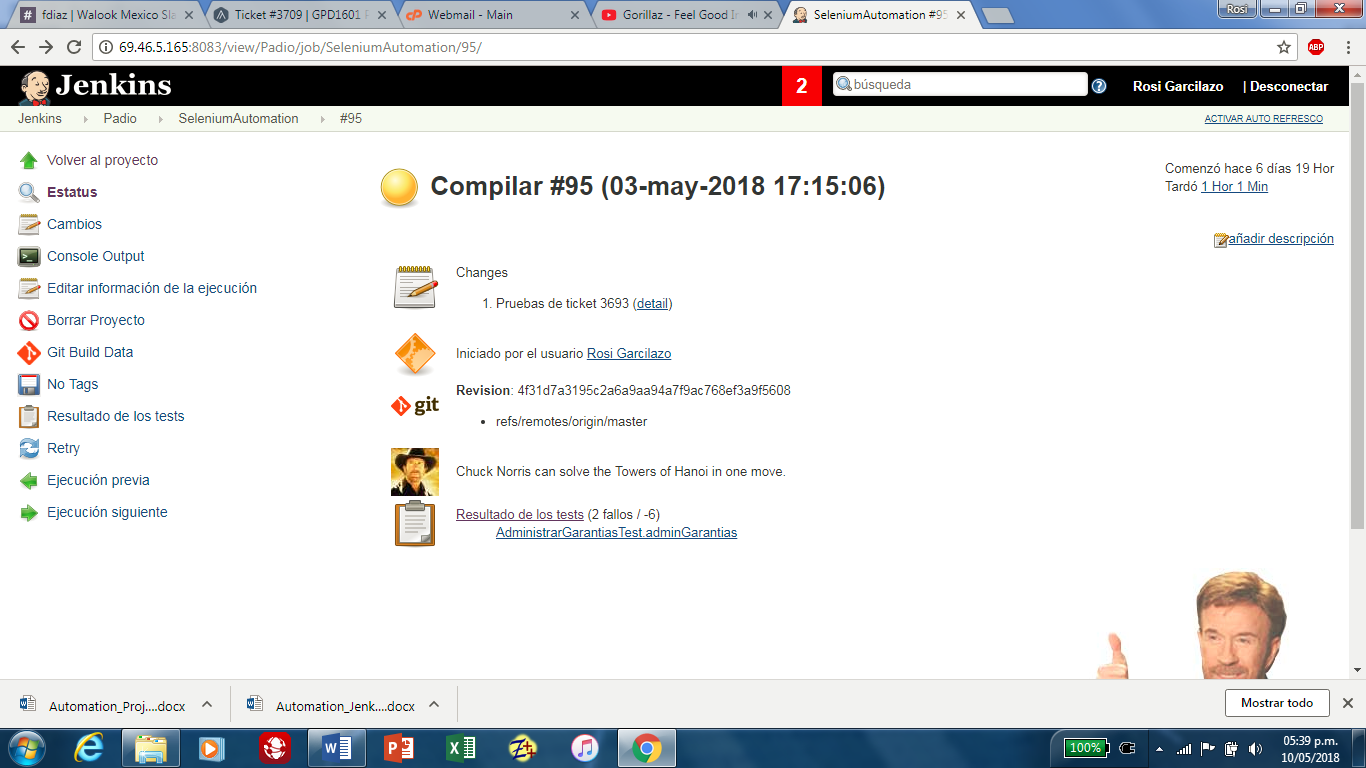 fdiaz | Walook Mexico Sla
Ticket #3709 | GPD1601
Webmail - Main
Gorillaz - Feel Good In
SeleniumAutomation #95
Rosi
69.46.5.165:8083/view/Padio/job/SeleniumAutomation/95/
ABP
Jenkins
2
búsqueda
Rosi Garcilazo
| Desconectar
Jenkins
Padio
SeleniumAutomation
#95
ACTIVAR AUTO REFRESCO
Volver al proyecto
Estatus
Cambios
Console Output
Editar información de la ejecución
Borrar Proyecto
Git Build Data
No Tags
Resultado de los tests
Retry
Ejecución previa
Ejecución siguiente
Compilar #95 (03-may-2018 17:15:06)
Comenzó hace 6 días 19 Hor
Tardó 1 Hor 1 Min
añadir descripción
Changes
1. Pruebas de ticket 3693 (detail)
Iniciado por el usuario Rosi Garcilazo
git
Revision: 4f31d7a3195c2a6a9aa94a7f9ac768ef3a9f5608
• refs/remotes/origin/master
Chuck Norris can solve the Towers of Hanoi in one move.
Resultado de los tests (2 fallos / -6)
AdministrarGarantiasTest.adminGarantias
Automation_Proj....docx
Automation_Jenk....docx
Mostrar todo
100%
05:39 p.m.
10/05/2018